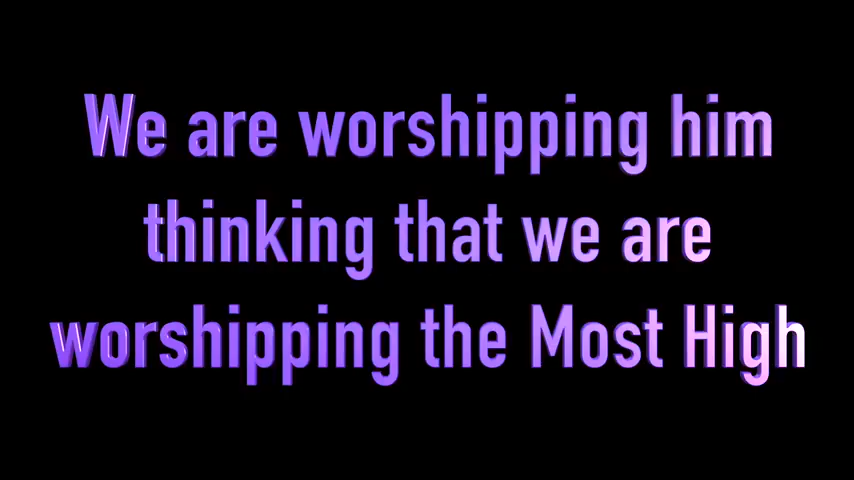 We are worshipping him
thinking that we are
worshipping the Most High